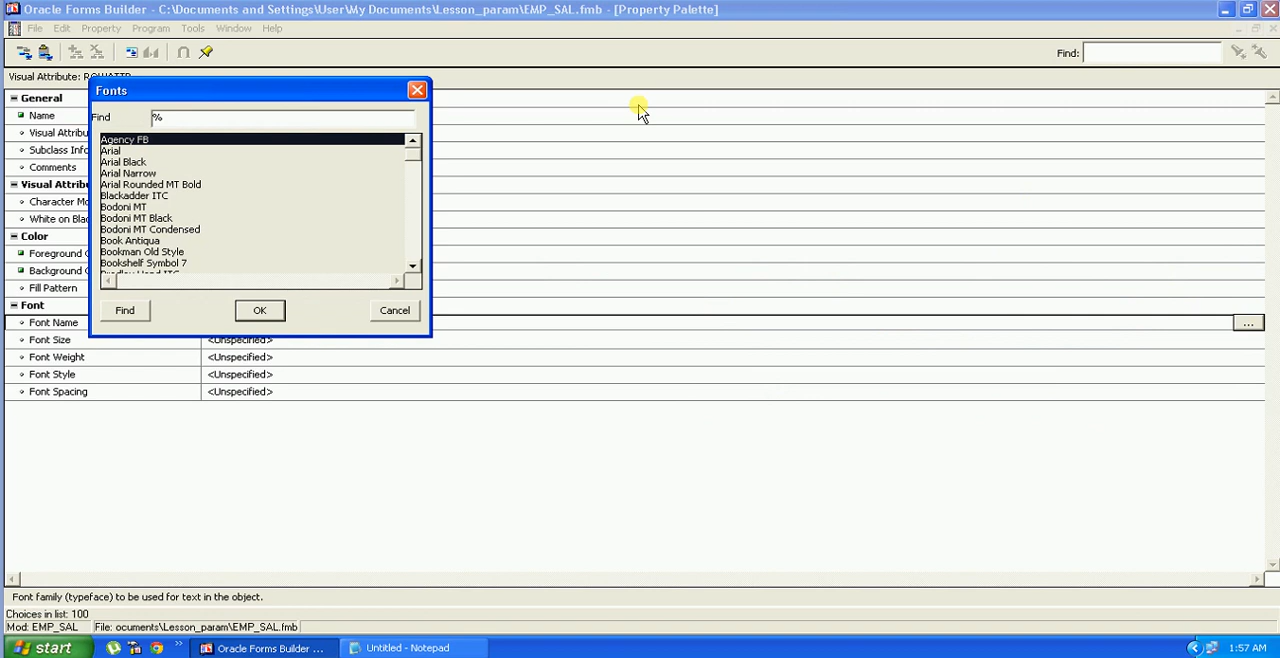 Oracle Forms Builder - C:\Documents and Settings\User\My Documents\Lesson_param\EMP_SAL.fmb - [Property Palette]
File Edit Property Program Tools Window Help
Find:
Visual Attribute:
Fonts
General
Name
Find %
Visual Attribu
Subclass Info
Comments
Visual Attribu
Character Mo
White on Blac
Color
Foreground C
Background C
Fill Pattern
Font
Font Name ...
Agency FB
Arial
Arial Black
Arial Narrow
Arial Rounded MT Bold
Blackadder ITC
Bodoni MT
Bodoni MT Black
Bodoni MT Condensed
Book Antiqua
Bookman Old Style
Bookshelf Symbol 7
Bradley Hand ITC
Find OK Cancel
Font Size <Unspecified>
Font Weight <Unspecified>
Font Style <Unspecified>
Font Spacing <Unspecified>
Font family (typeface) to be used for text in the object.
Choices in list: 100
Mod: EMP_SAL File: ocuments\Lesson_param\EMP_SAL.fmb
start Oracle Forms Builder ... Untitled - Notepad 1:57 AM